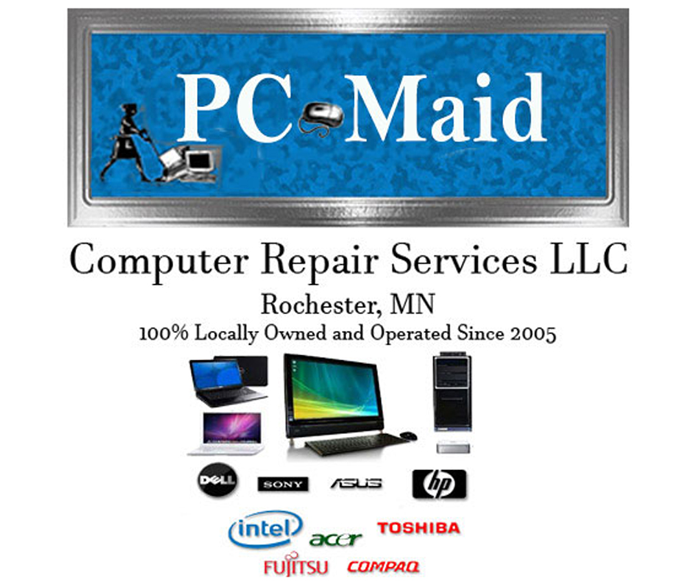 PC Maid
Computer Repair Services LLC
Rochester, MN
100% Locally Owned and Operated Since 2005
DELL SONY ASUS hp
intel acer TOSHIBA
FUJITSU COMPAQ